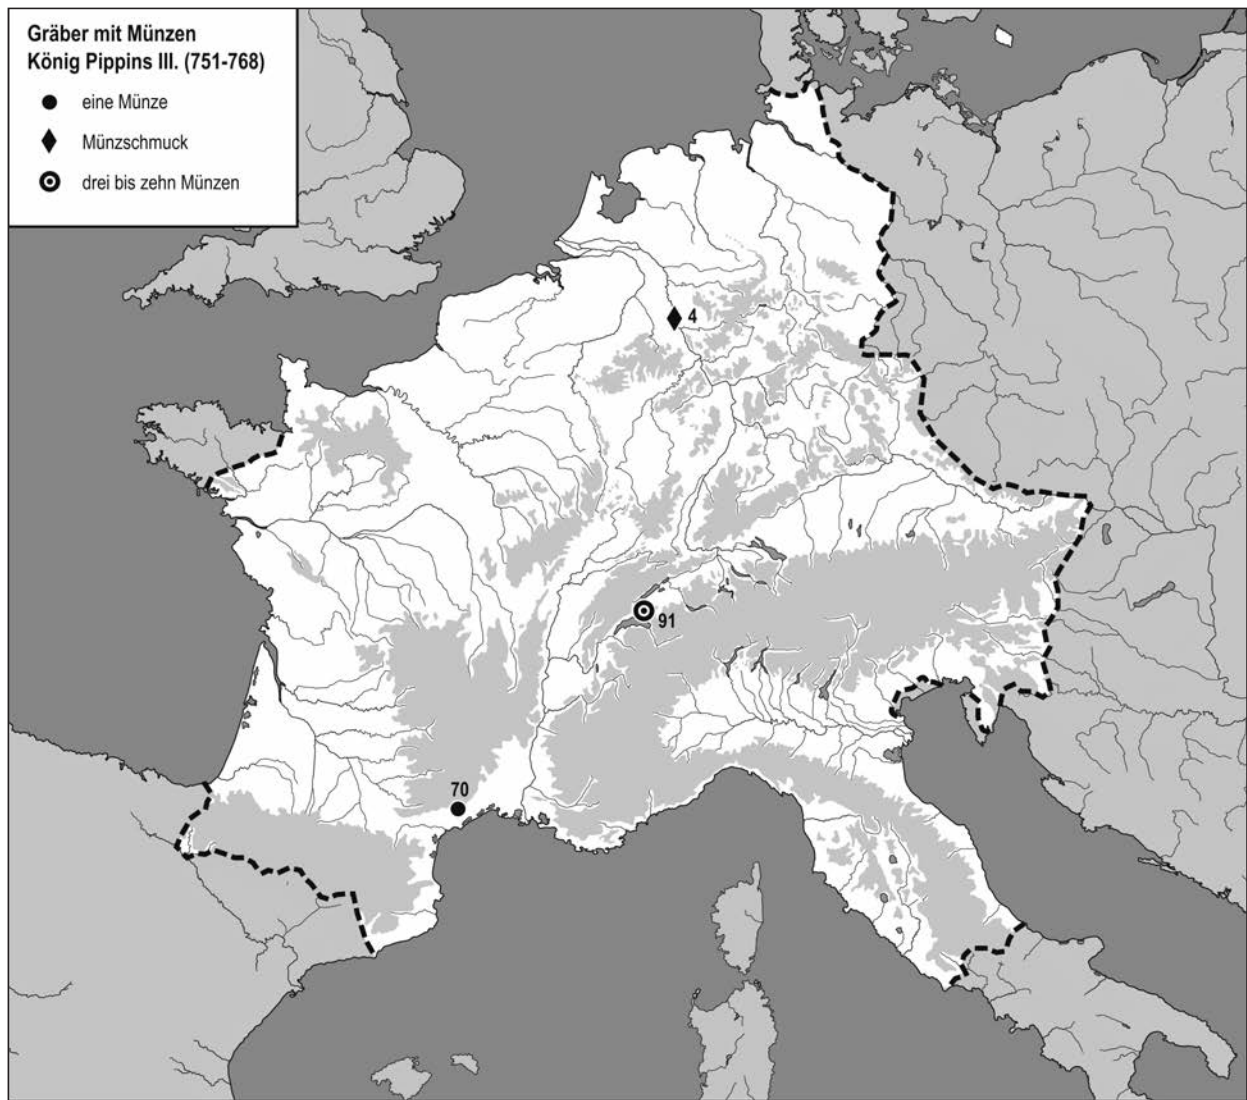 Gräber mit Münzen
König Pippins III. (751-768)
eine Münze
Münzschmuck
drei bis zehn Münzen
4
91
70